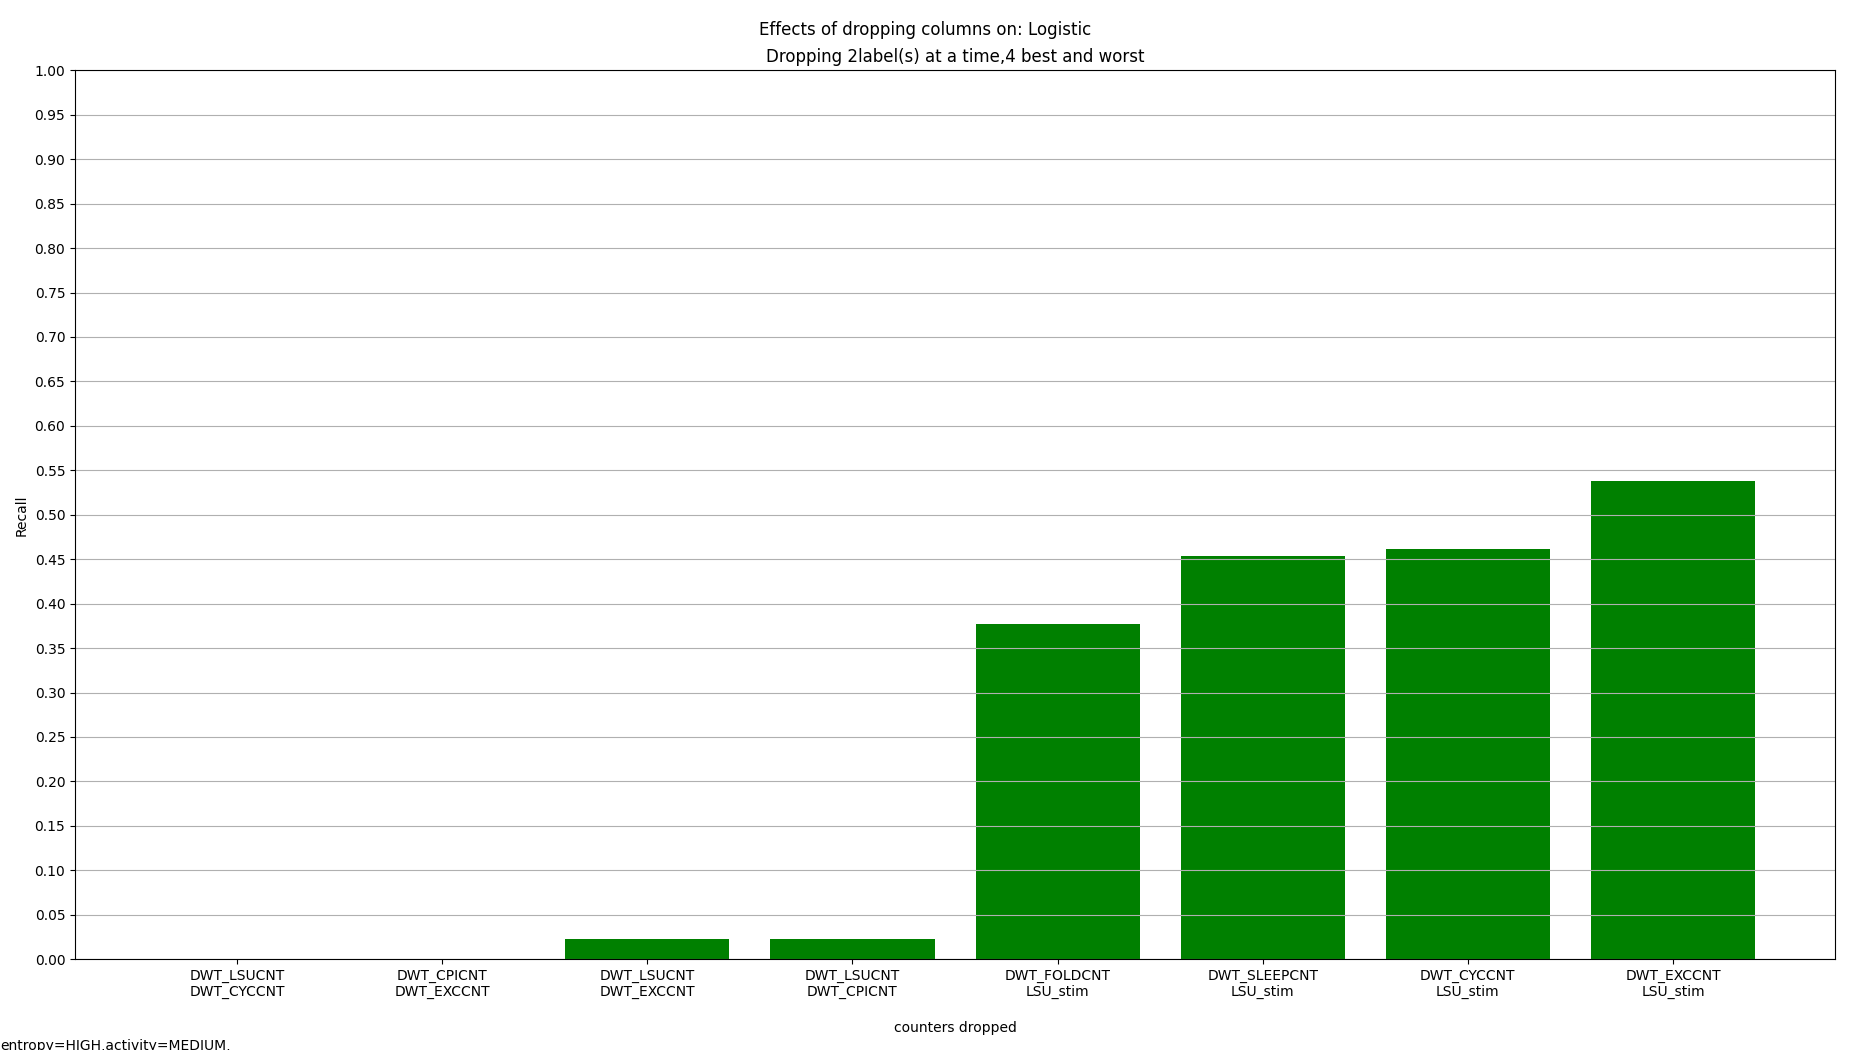 Effects of dropping columns on: Logistic
Dropping 2label(s) at a time,4 best and worst
1.00
0.95
0.90
0.85
0.80
0.75
0.70
0.65
0.60
0.55
0.50
0.45
0.40
0.35
0.30
0.25
0.20
0.15
0.10
0.05
0.00
Recall
DWT_LSUCNT
DWT_CYCCNT
DWT_CPICNT
DWT_EXCCNT
DWT_LSUCNT
DWT_EXCCNT
DWT_LSUCNT
DWT_CPICNT
DWT_FOLDCNT
LSU_stim
DWT_SLEEPCNT
LSU_stim
DWT_CYCCNT
LSU_stim
DWT_EXCCNT
LSU_stim
counters dropped
entropy=HIGH,activity=MEDIUM,